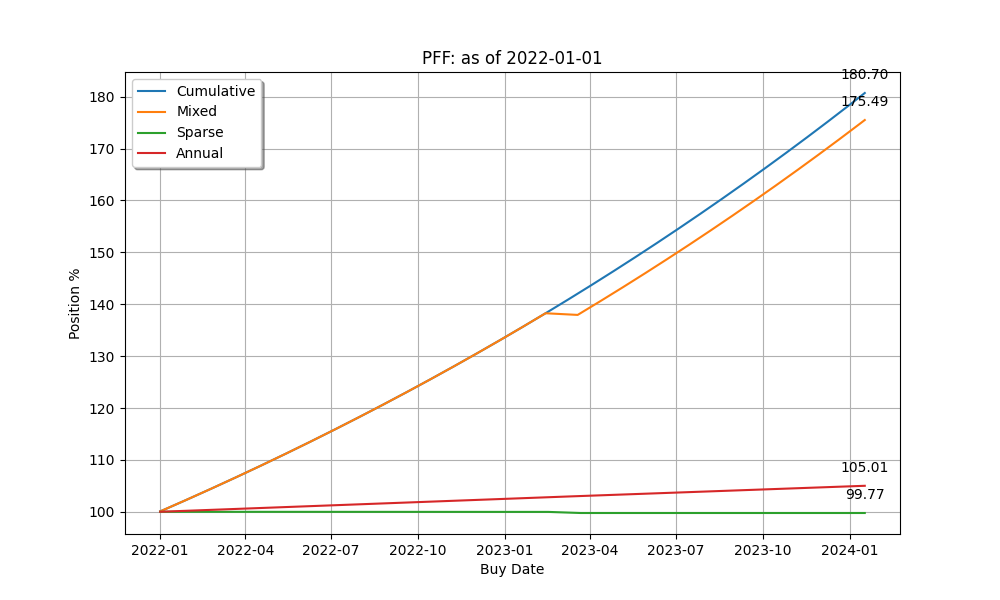 PFF: as of 2022-01-01
180.70
175.49
Cumulative
Mixed
Sparse
Annual
180
170
160
150
140
130
120
110
100
Position %
105.01
99.77
2022-01 2022-04 2022-07 2022-10 2023-01 2023-04 2023-07 2023-10 2024-01
Buy Date